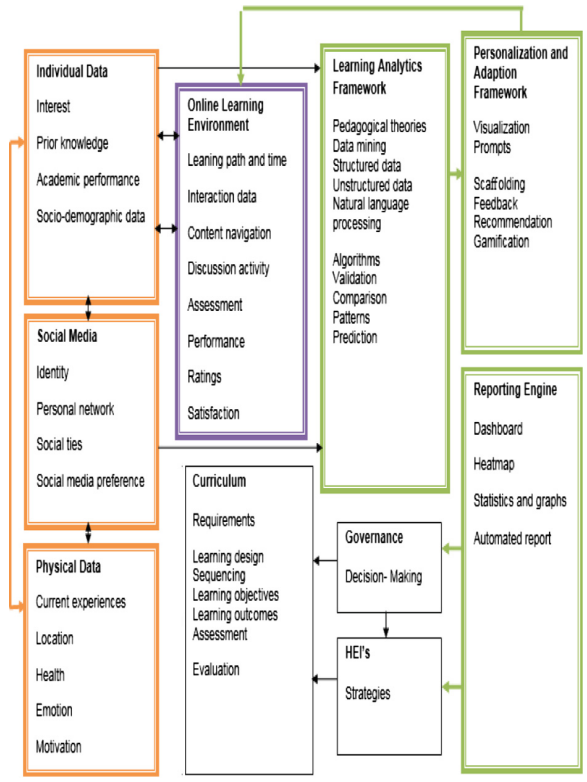 Individual Data
Interest
Prior knowledge
Academic performance
Socio-demographic data
Social Media
Identity
Personal network
Social ties
Social media preference
Physical Data
Current experiences
Location
Health
Emotion
Motivation
Online Learning
Environment
Leaning path and time
Interaction data
Content navigation
Discussion activity
Assessment
Performance
Ratings
Satisfaction
Learning Analytics
Framework
Pedagogical theories
Data mining
Structured data
Unstructured data
Natural language
processing
Algorithms
Validation
Comparison
Patterns
Prediction
Personalization and
Adaption
Framework
Visualization
Prompts
Scaffolding
Feedback
Recommendation
Gamification
Curriculum
Requirements
Learning design
Sequencing
Learning objectives
Learning outcomes
Assessment
Evaluation
Governance
Decision- Making
HEI's
Strategies
Reporting Engine
Dashboard
Heatmap
Statistics and graphs
Automated report